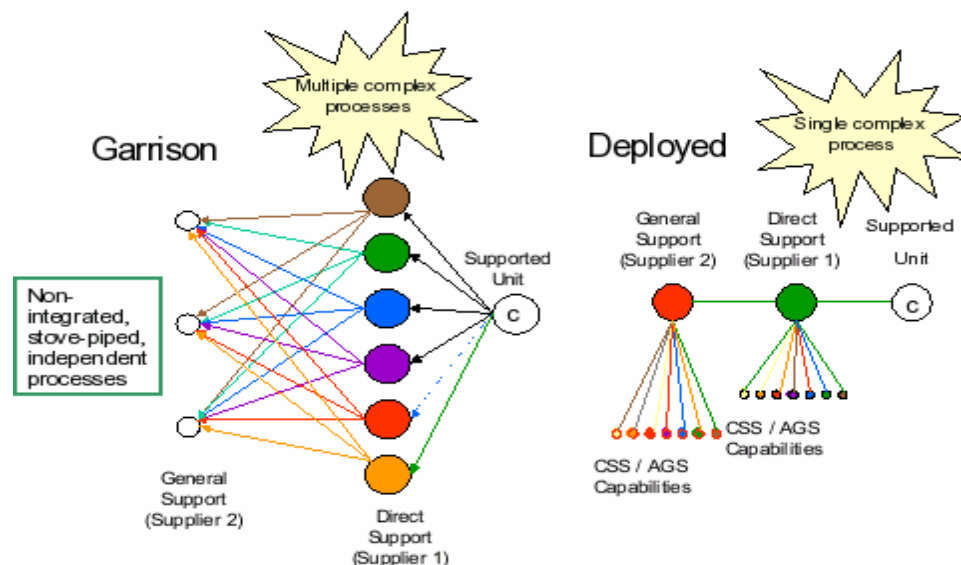 Multiple complex
processes
Garrison
Non-
integrated,
stove-piped,
independent
processes
Supported
Unit
C
General
Support
(Supplier 2)
Direct
Support
(Supplier 1)
Single complex
process
Deployed
General
Support
(Supplier 2)
Direct
Support
(Supplier 1)
Supported
Unit
C
CSS / AGS
Capabilities
CSS / AGS
Capabilities